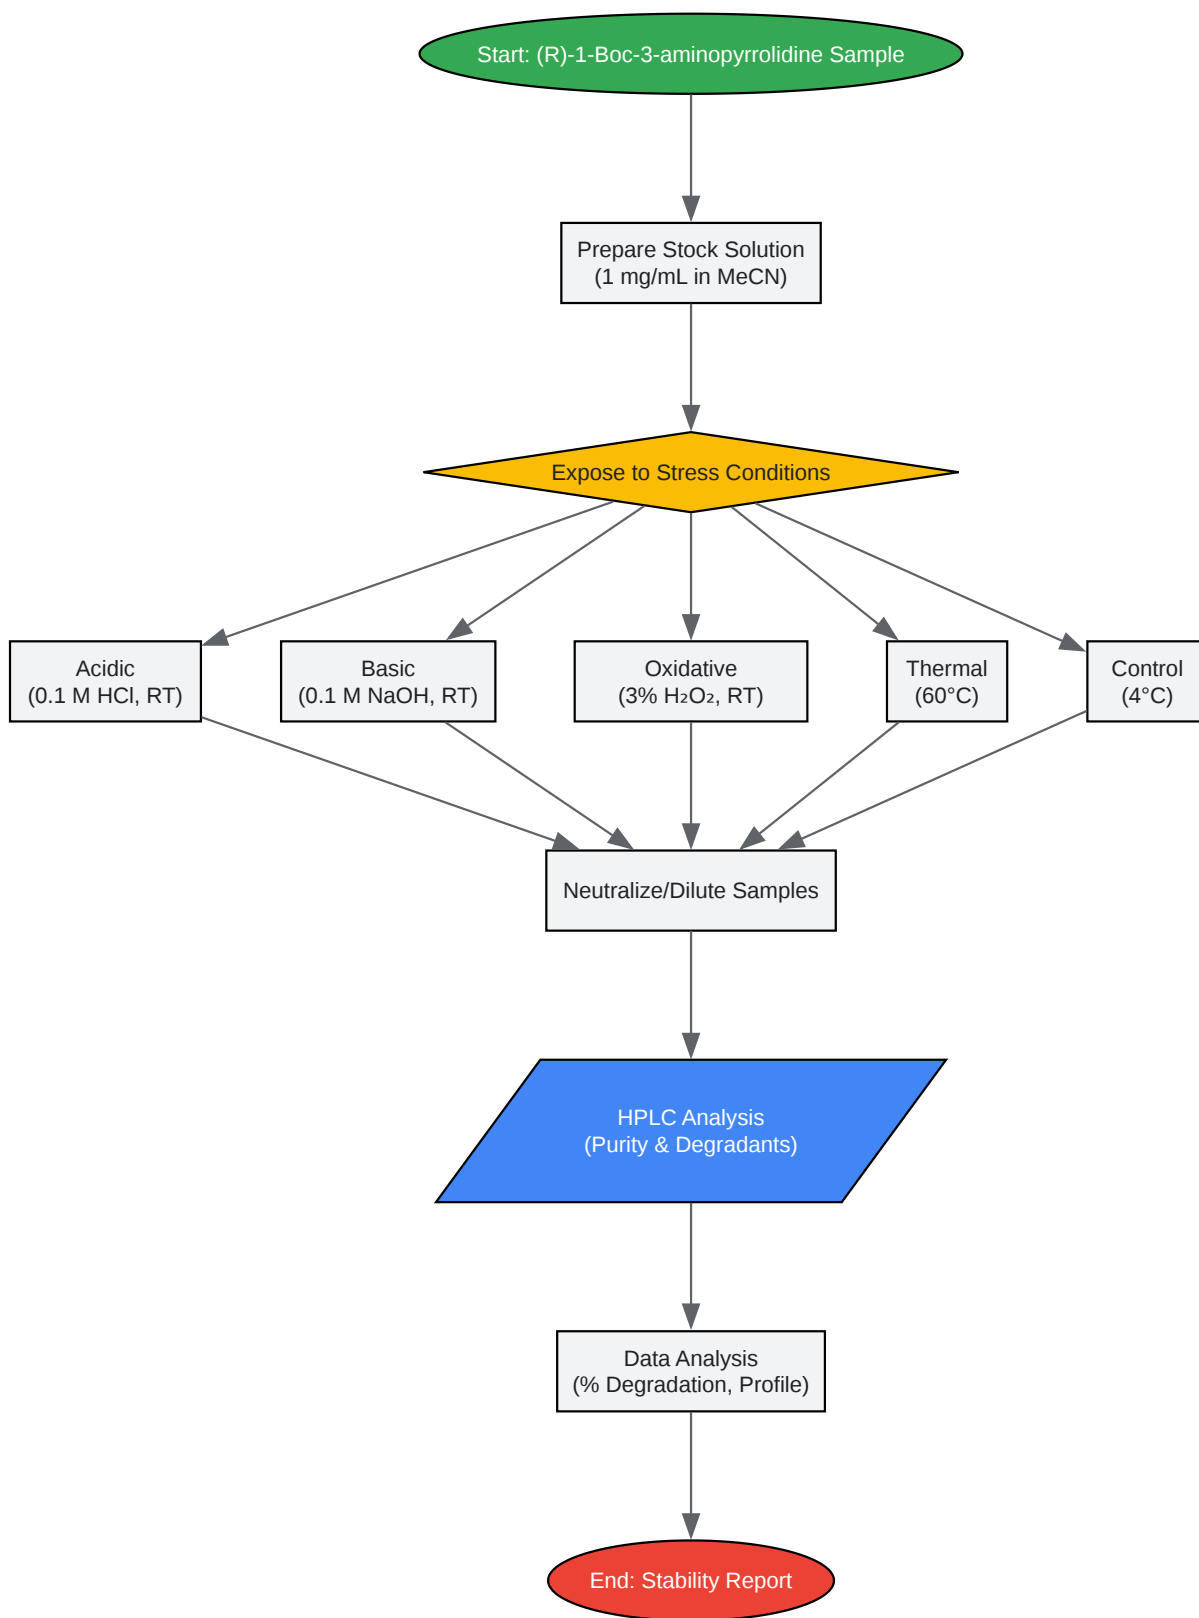 Start: (R)-1-Boc-3-aminopyrrolidine Sample
Prepare Stock Solution
(1 mg/mL in MeCN)
Expose to Stress Conditions
Acidic
(0.1 M HCl, RT)
Basic
(0.1 M NaOH, RT)
Oxidative
(3% H₂O₂, RT)
Thermal
(60°C)
Control
(4°C)
Neutralize/Dilute Samples
HPLC Analysis
(Purity & Degradants)
Data Analysis
(% Degradation, Profile)
End: Stability Report